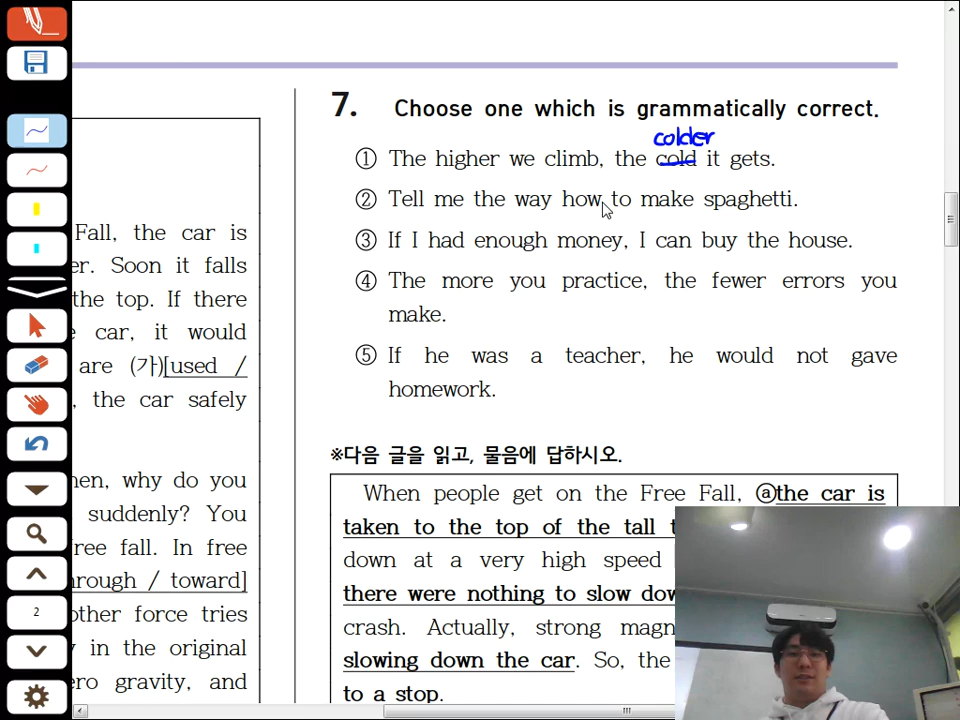 Fall, the car is
er. Soon it falls
the top. If there
e car, it would
are (가)[used /
, the car safely
hen, why do you
suddenly? You
free fall. In free
hrough / toward]
other force tries
y in the original
ero gravity, and
7. Choose one which is grammatically correct.
colder
① The higher we climb, the cold it gets.
② Tell me the way how to make spaghetti.
③ If I had enough money, I can buy the house.
④ The more you practice, the fewer errors you
make.
⑤ If he was a teacher, he would not gave
homework.
※다음 글을 읽고, 물음에 답하시오.
When people get on the Free Fall, ⓐthe car is
taken to the top of the tall t
down at a very high speed
there were nothing to slow dow
crash. Actually, strong magn
slowing down the car. So, the
to a stop.
2